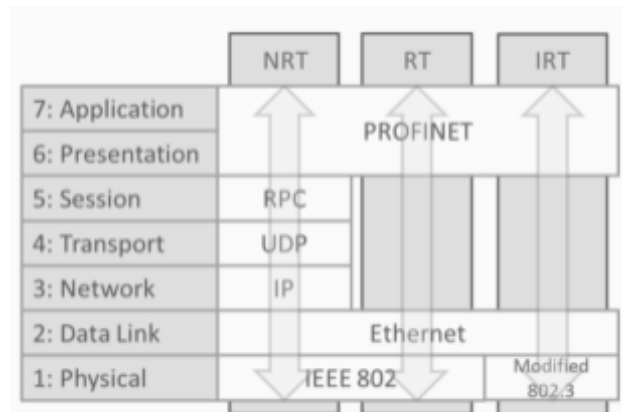 NRT RT IRT
7: Application
PROFINET
6: Presentation
5: Session RPC
4: Transport UDP
3: Network IP
2: Data Link Ethernet
1: Physical IEEE 802 Modified
802.3